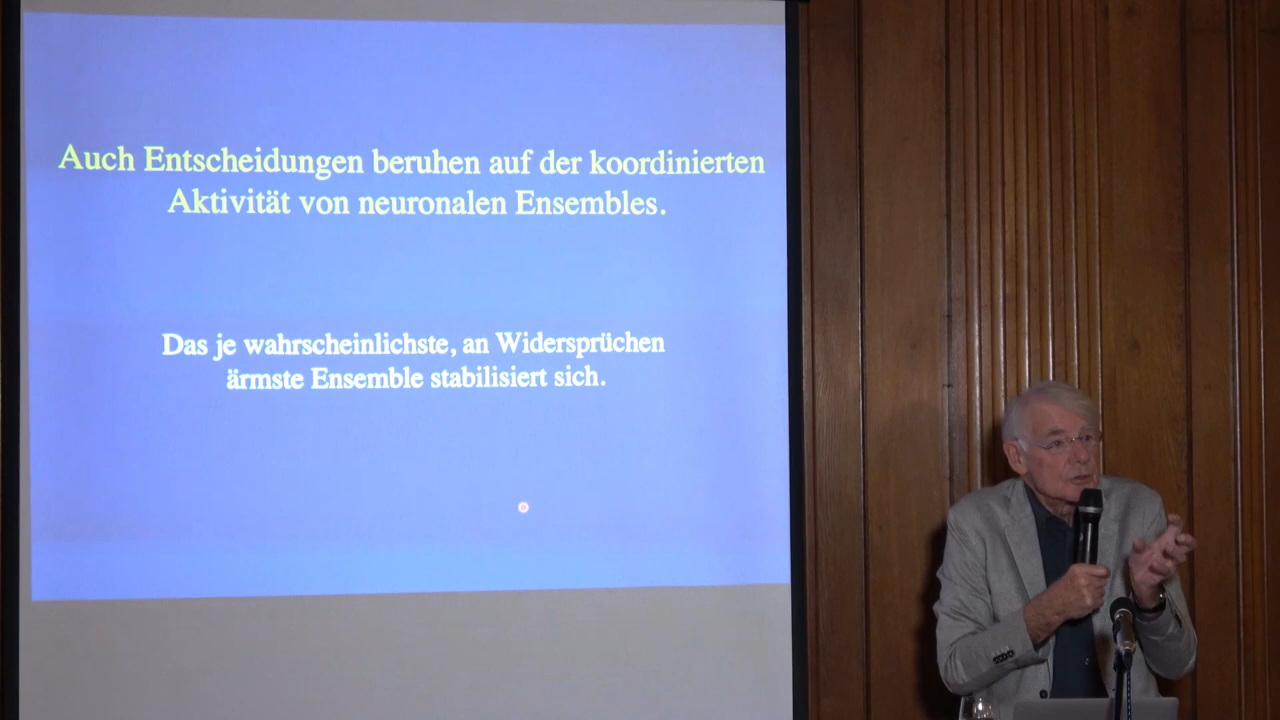 Auch Entscheidungen beruhen auf der koordinierten
Aktivität von neuronalen Ensembles.
Das je wahrscheinlichste, an Widersprüchen
ärmste Ensemble stabilisiert sich.